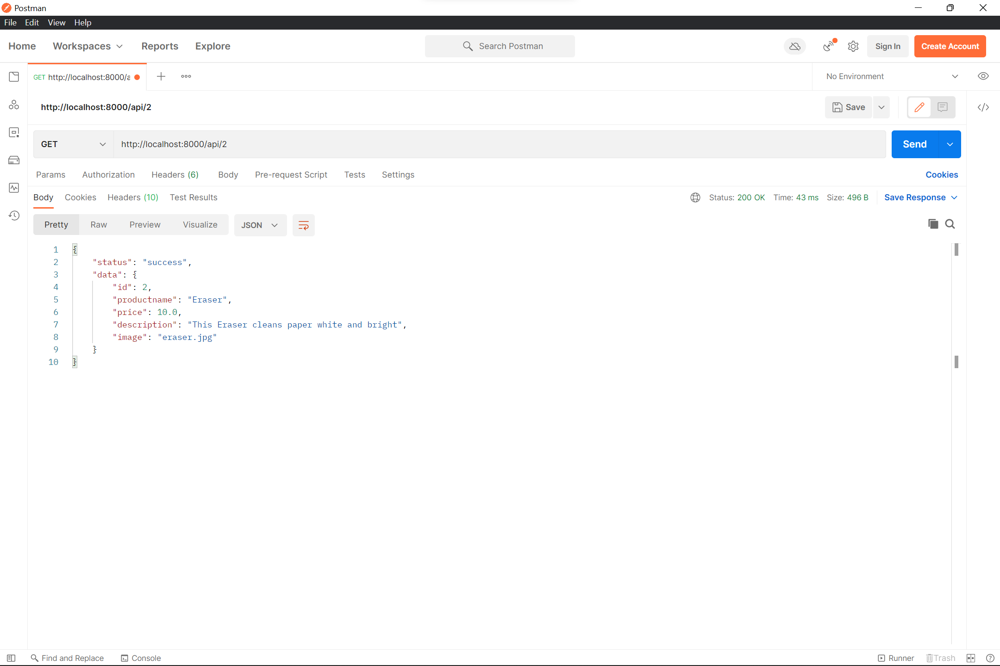 Postman
File Edit View Help
Home Workspaces Reports Explore Search Postman Sign In Create Account
GET http://localhost:8000/a No Environment
http://localhost:8000/api/2 Save
GET http://localhost:8000/api/2 Send
Params Authorization Headers (6) Body Pre-request Script Tests Settings Cookies
Body Cookies Headers (10) Test Results Status: 200 OK Time: 43 ms Size: 496 B Save Response
Pretty Raw Preview Visualize JSON
1 {
2 "status": "success",
3 "data": {
4 "id": 2,
5 "productname": "Eraser",
6 "price": 10.0,
7 "description": "This Eraser cleans paper white and bright",
8 "image": "eraser.jpg"
9 }
10 }
Find and Replace Console Runner Trash